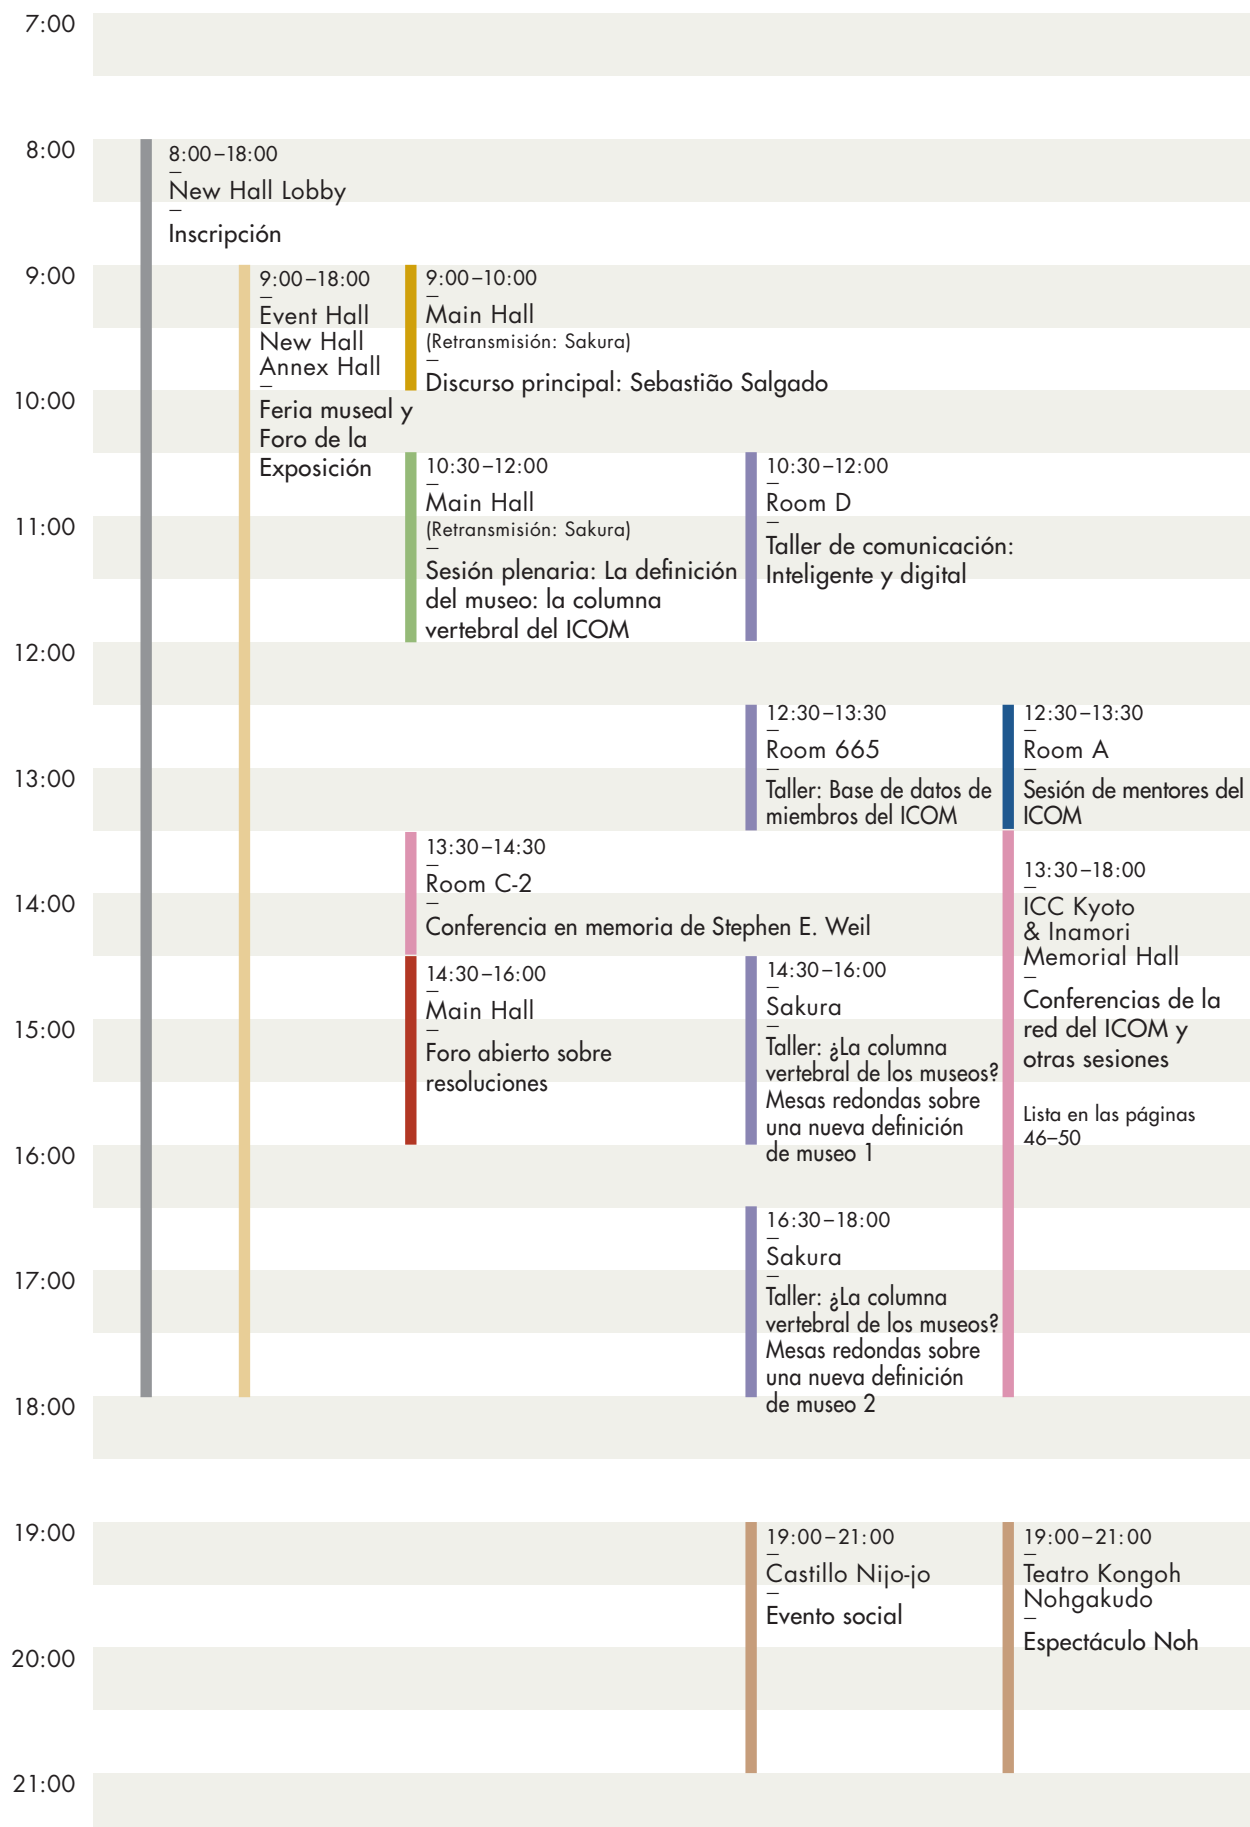 7:00
8:00
8:00–18:00
—
New Hall Lobby
—
Inscripción
9:00
9:00–18:00
—
Event Hall
New Hall
Annex Hall
—
Feria museal y
Foro de la
Exposición
9:00–10:00
—
Main Hall
(Retransmisión: Sakura)
—
Discurso principal: Sebastião Salgado
10:00
10:30–12:00
—
Main Hall
(Retransmisión: Sakura)
—
Sesión plenaria: La definición
del museo: la columna
vertebral del ICOM
10:30–12:00
—
Room D
—
Taller de comunicación:
Inteligente y digital
11:00
12:00
12:30–13:30
—
Room 665
—
Taller: Base de datos de
miembros del ICOM
12:30–13:30
—
Room A
—
Sesión de mentores del
ICOM
13:00
13:30–14:30
—
Room C-2
—
Conferencia en memoria de Stephen E. Weil
13:30–18:00
—
ICC Kyoto
& Inamori
Memorial Hall
—
Conferencias de la
red del ICOM y
otras sesiones
Lista en las páginas
46–50
14:00
14:30–16:00
—
Main Hall
—
Foro abierto sobre
resoluciones
14:30–16:00
—
Sakura
—
Taller: ¿La columna
vertebral de los museos?
Mesas redondas sobre
una nueva definición
de museo 1
15:00
16:00
16:30–18:00
—
Sakura
—
Taller: ¿La columna
vertebral de los museos?
Mesas redondas sobre
una nueva definición
de museo 2
17:00
18:00
19:00
19:00–21:00
—
Castillo Nijo-jo
—
Evento social
19:00–21:00
—
Teatro Kongoh
Nohgakudo
—
Espectáculo Noh
20:00
21:00